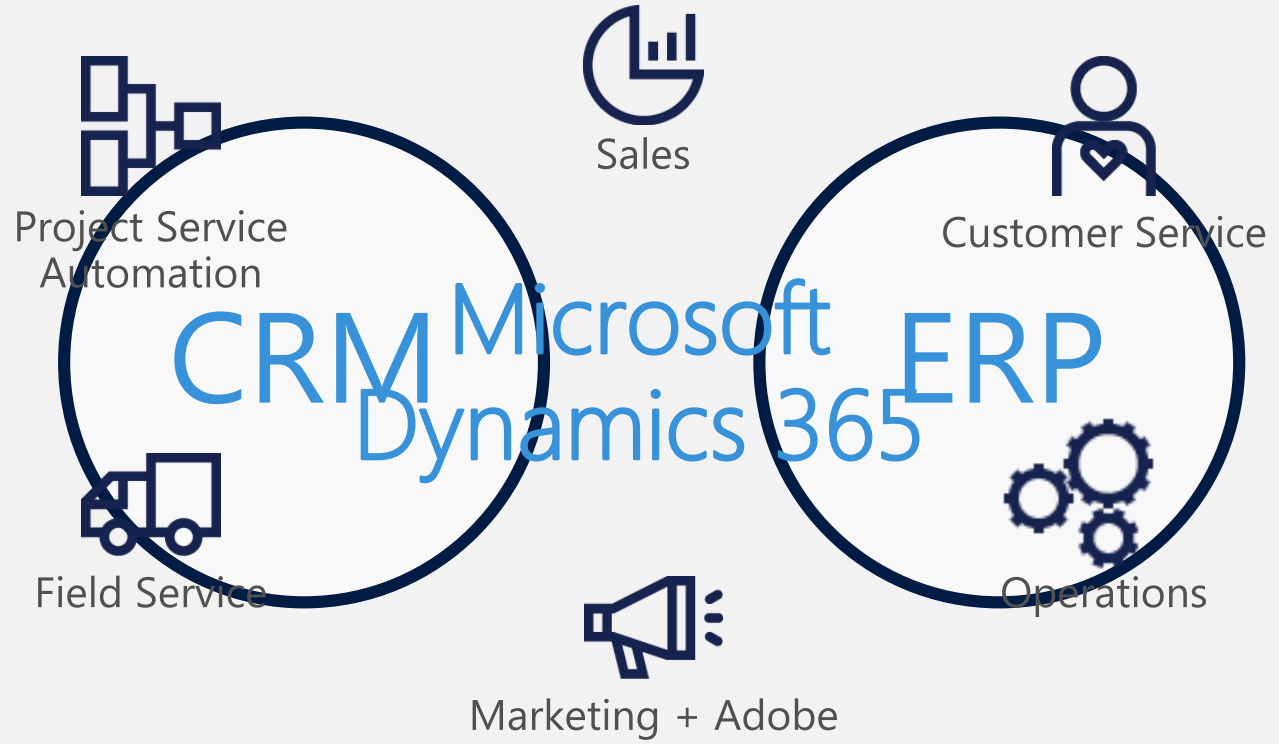 Sales
Project Service
Automation
Customer Service
CRM
Microsoft
Dynamics 365
ERP
Field Service
Operations
Marketing + Adobe